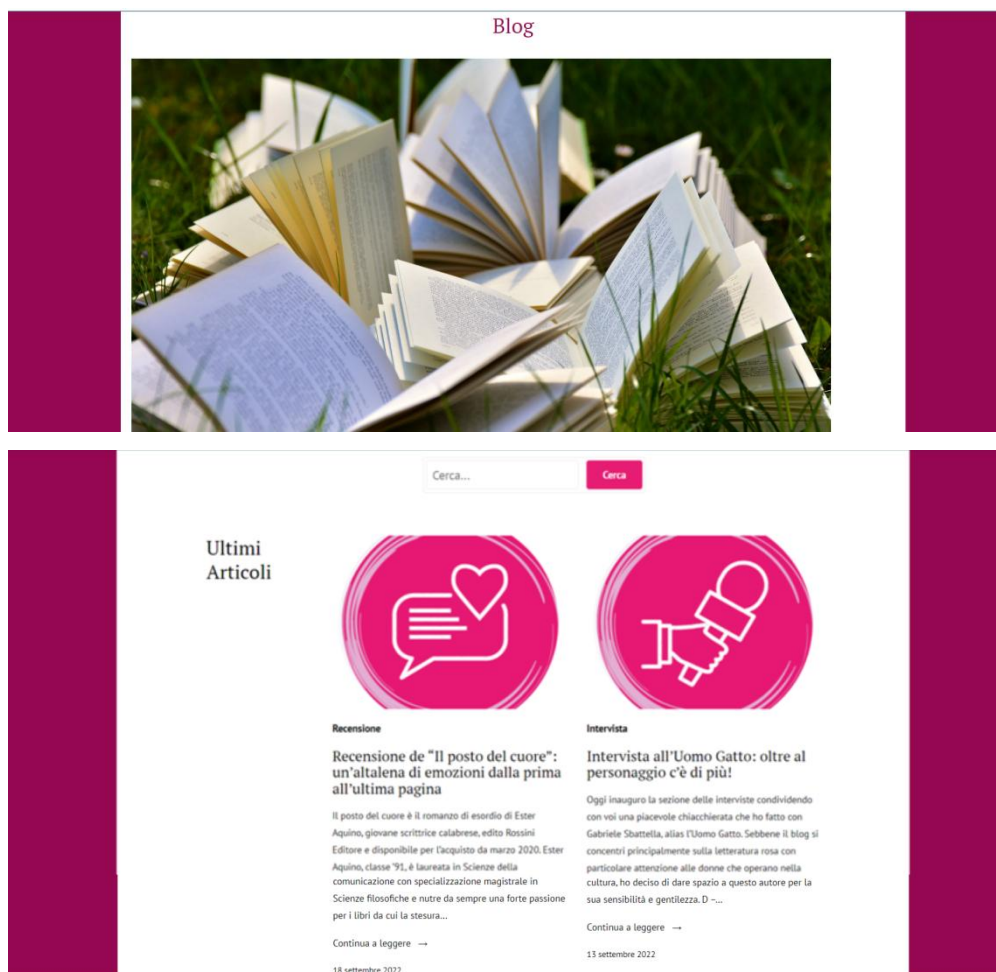 Blog
Cerca...
Cerca
Ultimi
Articoli
Recensione
Recensione de “Il posto del cuore”:
un’altalena di emozioni dalla prima
all’ultima pagina
Il posto del cuore è il romanzo di esordio di Ester
Aquino, giovane scrittrice calabrese, edito Rossini
Editore e disponibile per l’acquisto da marzo 2020. Ester
Aquino, classe ’91, è laureata in Scienze della
comunicazione con specializzazione magistrale in
Scienze filosofiche e nutre da sempre una forte passione
per i libri da cui la stesura...
Continua a leggere →
18 settembre 2022
Intervista
Intervista all’Uomo Gatto: oltre al
personaggio c’è di più!
Oggi inauguro la sezione delle interviste condividendo
con voi una piacevole chiacchierata che ho fatto con
Gabriele Sbattella, alias l’Uomo Gatto. Sebbene il blog si
concentri principalmente sulla letteratura rosa con
particolare attenzione alle donne che operano nella
cultura, ho deciso di dare spazio a questo autore per la
sua sensibilità e gentilezza. D –...
Continua a leggere →
13 settembre 2022